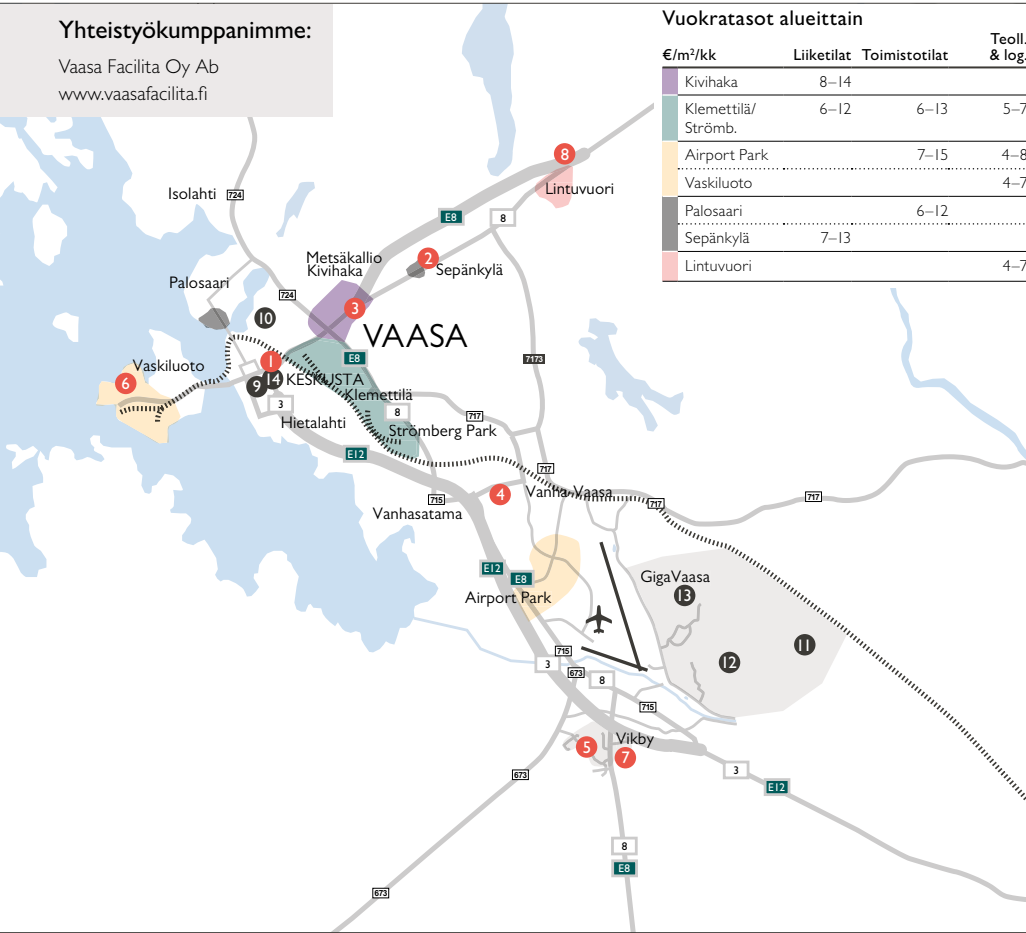 Yhteistyökumppanimme:
Vaasa Facilita Oy Ab
www.vaasafacilita.fi
Vuokratasot alueittain
€/m²/kk Liiketilat Toimistotilat Teoll. & log.
Kivihaka 8–14
Klemettilä/ 6–12 6–13 5–7
Strömb.
Airport Park 7–15 4–8
Vaskiluoto 4–7
Palosaari 6–12
Sepänkylä 7–13
Lintuvuori 4–7
8
Lintuvuori
Isolahti 724
E8 8
Metsäkallio
Kivihaka
2 Sepänkylä
Palosaari
724
3
10
VAASA
E8
7173
1
Vaskiluoto
6
9 14 KESKUSTA
Klemettilä
3
8
717
Hietalahti
Strömberg Park
E12
717
4 Vanha Vaasa
717
717
715
Vanhasatama
E12
E8
Airport Park
GigaVaasa
13
11
12
715
3
673
8
715
Vikby
5
7
3
673
E12
8
E8
673